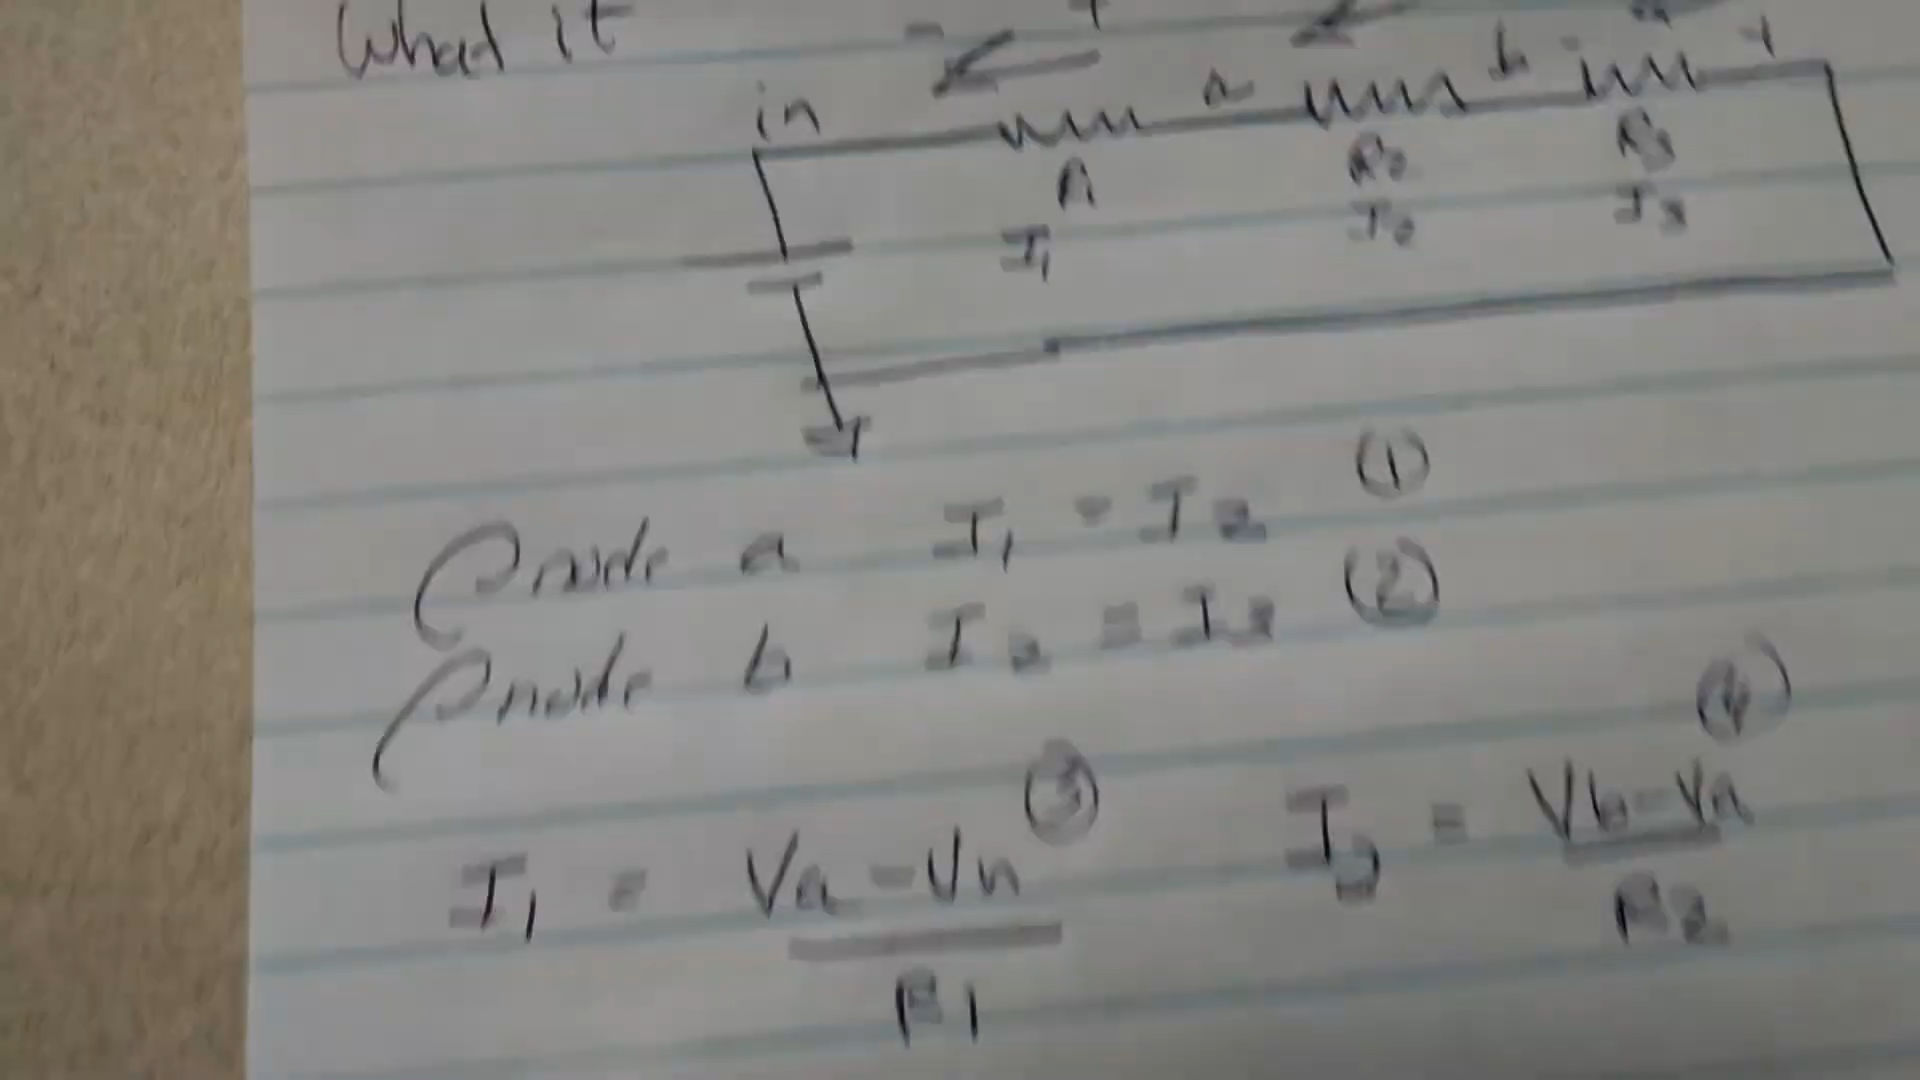 What if
- +
in a b - +
R1 R2 R3
I1 I2 I3
node a I1 = I2 (1)
node b I2 = I3 (2)
I1 = Va - Vn / R1 (3) I2 = Vb - Va / R2 (4)